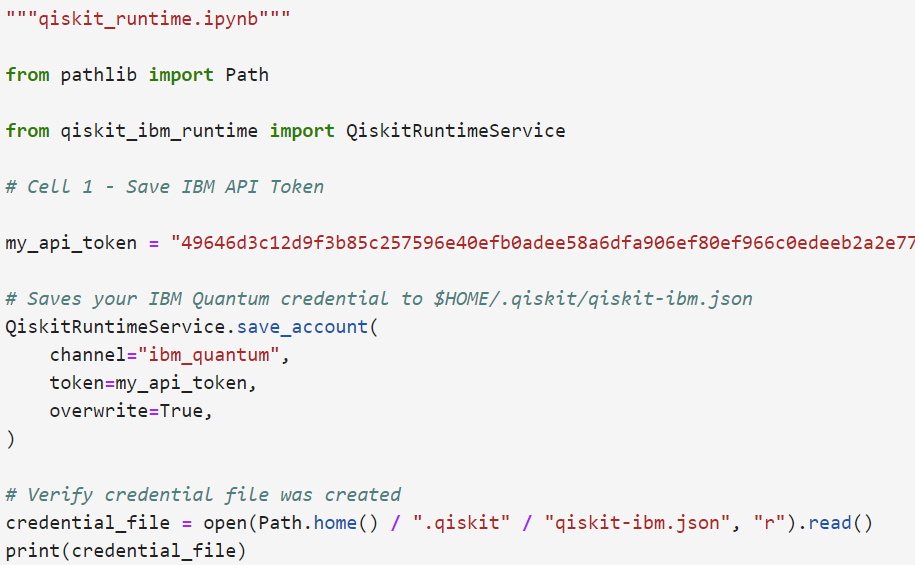 """qiskit_runtime.ipynb"""
from pathlib import Path
from qiskit_ibm_runtime import QiskitRuntimeService
# Cell 1 - Save IBM API Token
my_api_token = "49646d3c12d9f3b85c257596e40efb0adee58a6dfa906ef80ef966c0edeeb2a2e77
# Saves your IBM Quantum credential to $HOME/.qiskit/qiskit-ibm.json
QiskitRuntimeService.save_account(
    channel="ibm_quantum",
    token=my_api_token,
    overwrite=True,
)
# Verify credential file was created
credential_file = open(Path.home() / ".qiskit" / "qiskit-ibm.json", "r").read()
print(credential_file)